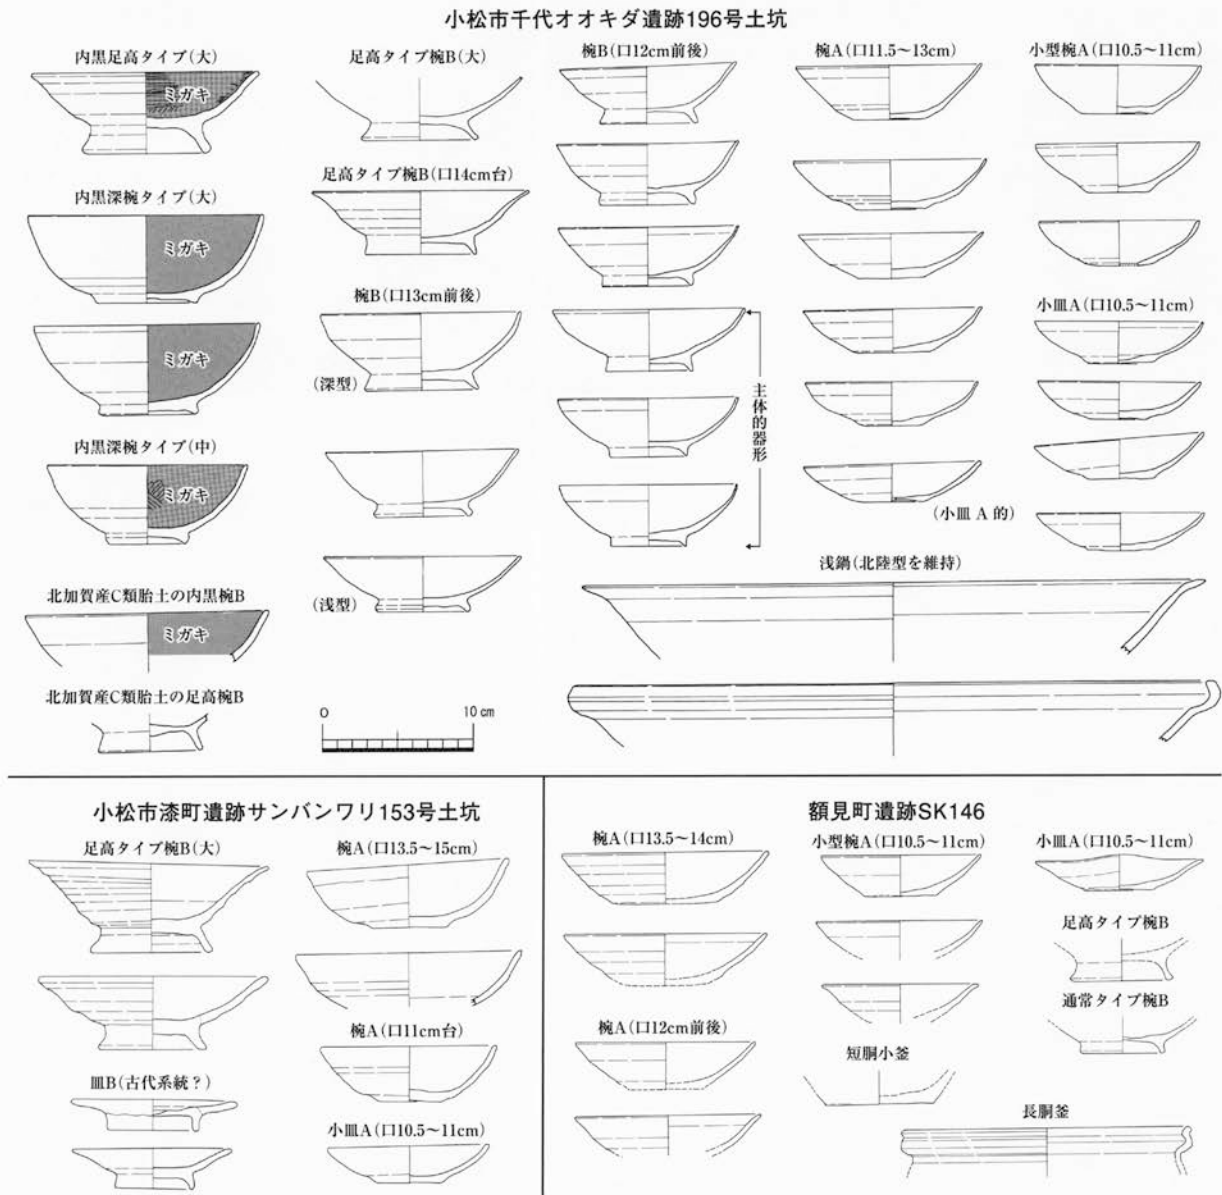 小松市千代オオキダ遺跡196号土坑
内黒足高タイプ(大)
ミガキ
内黒深椀タイプ(大)
ミガキ
ミガキ
内黒深椀タイプ(中)
ミガキ
北加賀産C類胎土の内黒椀B
ミガキ
北加賀産C類胎土の足高椀B
足高タイプ椀B(大)
足高タイプ椀B(口14cm台)
椀B(口13cm前後)
(深型)
(浅型)
0 10 cm
椀B(口12cm前後)
主体的器形
椀A(口11.5〜13cm)
(小皿A的)
小型椀A(口10.5〜11cm)
小皿A(口10.5〜11cm)
浅鍋(北陸型を維持)
小松市漆町遺跡サンバンワリ153号土坑
足高タイプ椀B(大)
皿B(古代系統?)
椀A(口13.5〜15cm)
椀A(口11cm台)
小皿A(口10.5〜11cm)
額見町遺跡SK146
椀A(口13.5〜14cm)
椀A(口12cm前後)
小型椀A(口10.5〜11cm)
短胴小釜
小皿A(口10.5〜11cm)
足高タイプ椀B
通常タイプ椀B
長胴釜